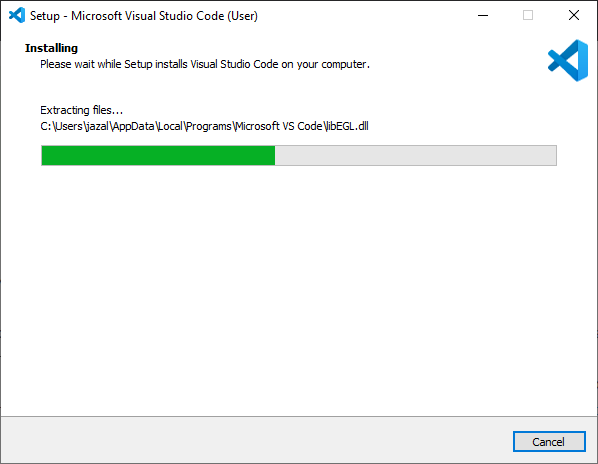 Setup - Microsoft Visual Studio Code (User)
Installing
Please wait while Setup installs Visual Studio Code on your computer.
Extracting files...
C:\Users\jazal\AppData\Local\Programs\Microsoft VS Code\libEGL.dll
Cancel